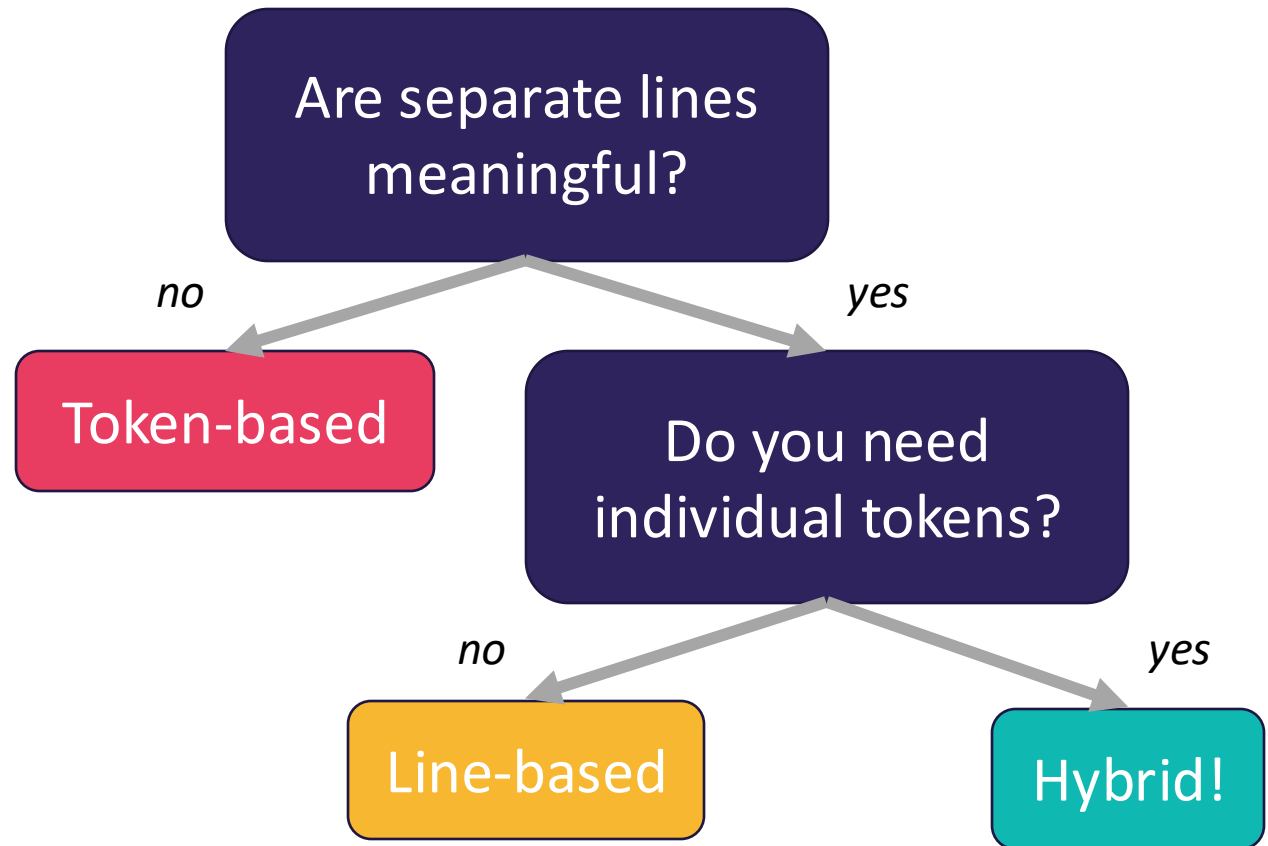 Are separate lines
meaningful?
no
yes
Token-based
Do you need
individual tokens?
no
yes
Line-based
Hybrid!